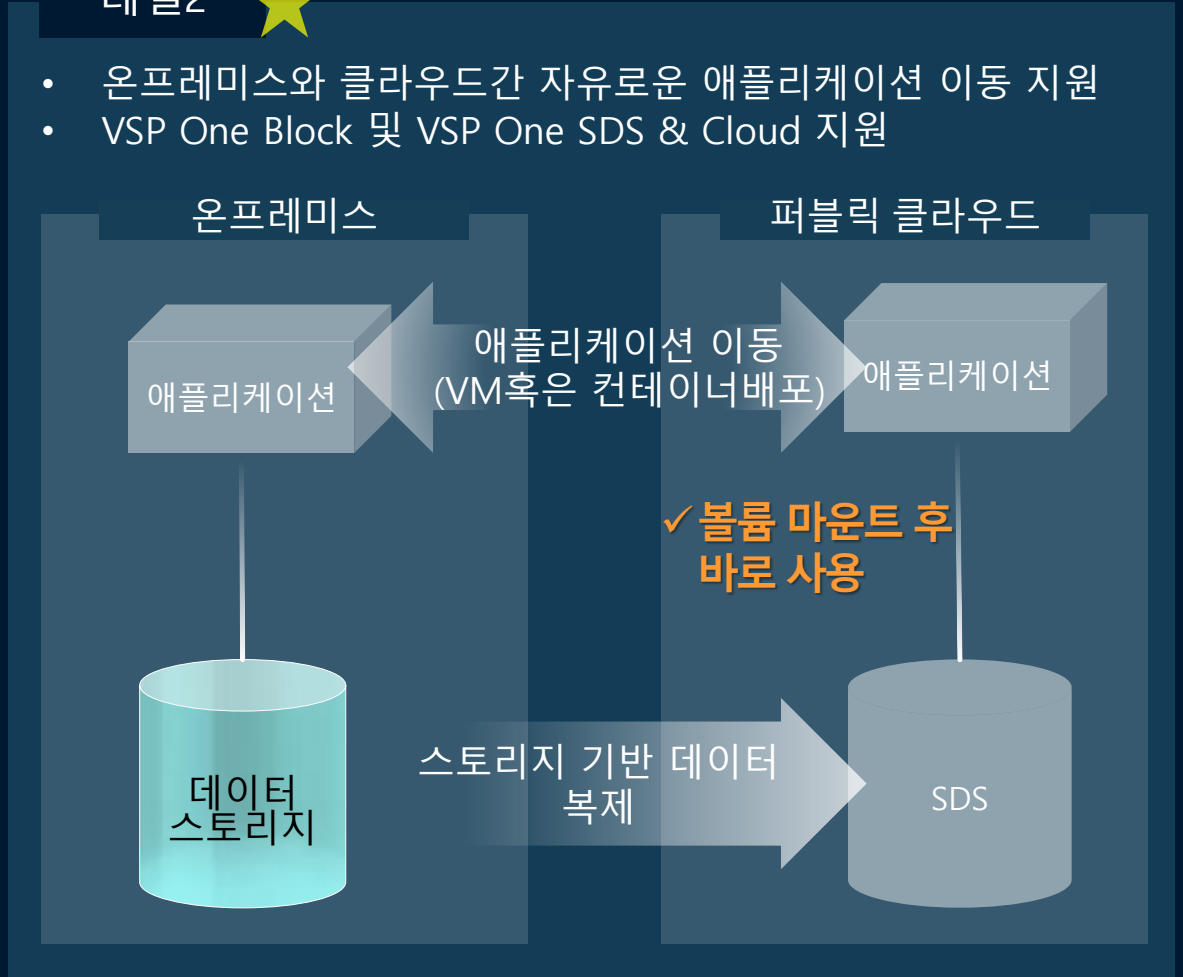 • 온프레미스와 클라우드간 자유로운 애플리케이션 이동 지원
• VSP One Block 및 VSP One SDS & Cloud 지원
온프레미스
퍼블릭 클라우드
애플리케이션
애플리케이션 이동
(VM혹은 컨테이너배포)
애플리케이션
✓볼륨 마운트 후
바로 사용
데이터
스토리지
스토리지 기반 데이터
복제
SDS